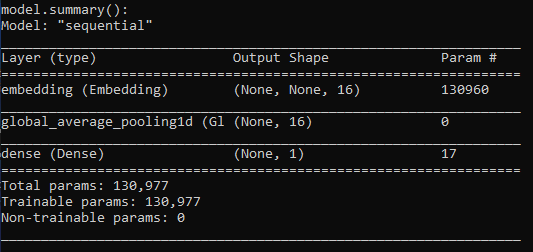 model.summary():
Model: "sequential"
_________________________________________________________________
Layer (type)                 Output Shape              Param #
=================================================================
embedding (Embedding)        (None, None, 16)          130960
_________________________________________________________________
global_average_pooling1d (Gl (None, 16)                0
_________________________________________________________________
dense (Dense)                (None, 1)                 17
=================================================================
Total params: 130,977
Trainable params: 130,977
Non-trainable params: 0
_________________________________________________________________